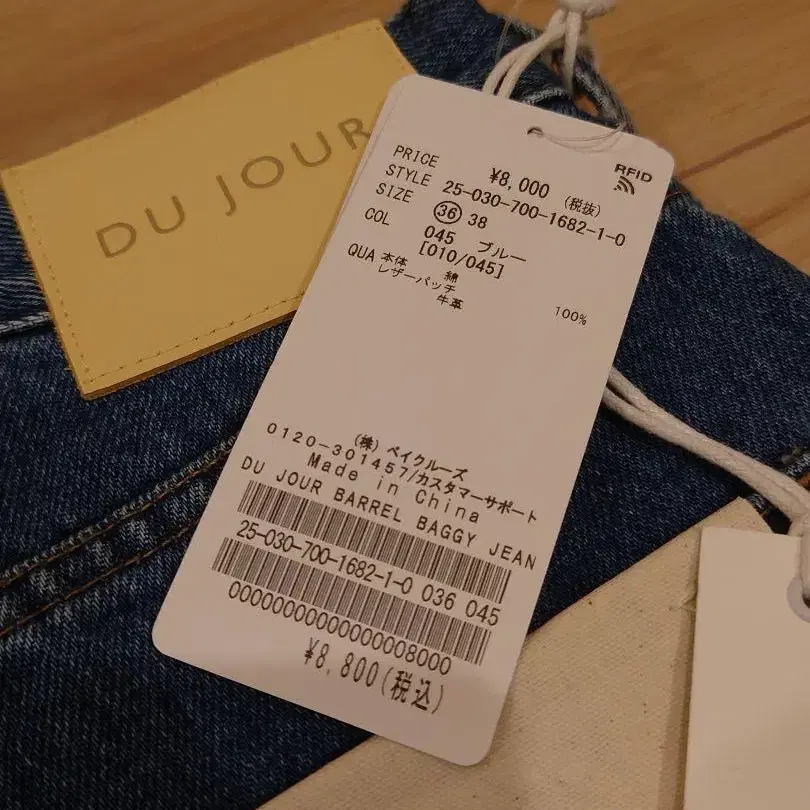 DU JOUR
RFID
PRICE ¥8,000 (税抜)
STYLE 25-030-700-1682-1-0
SIZE (36) 38
COL 045 ブルー
[010/045]
QUA 本体 綿 100%
レザーパッチ
牛革
(株) ベイクルーズ
0120-301457/カスタマーサポート
Made in China
DU JOUR BARREL BAGGY JEAN
25-030-700-1682-1-0 036 045
00000000000000008000
¥8,800(税込)